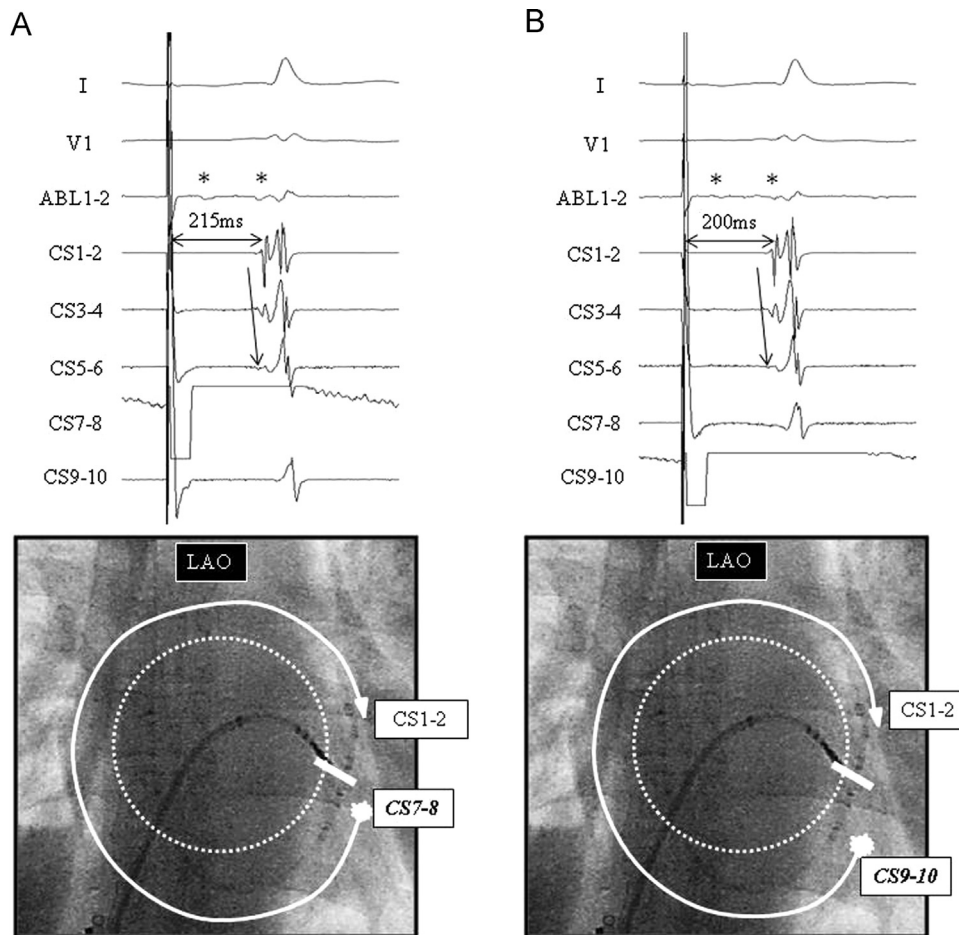 A
I
V1
* *
ABL1-2
215ms
CS1-2
CS3-4
CS5-6
CS7-8
CS9-10
LAO
CS1-2
CS7-8
B
I
V1
* *
ABL1-2
200ms
CS1-2
CS3-4
CS5-6
CS7-8
CS9-10
LAO
CS1-2
CS9-10